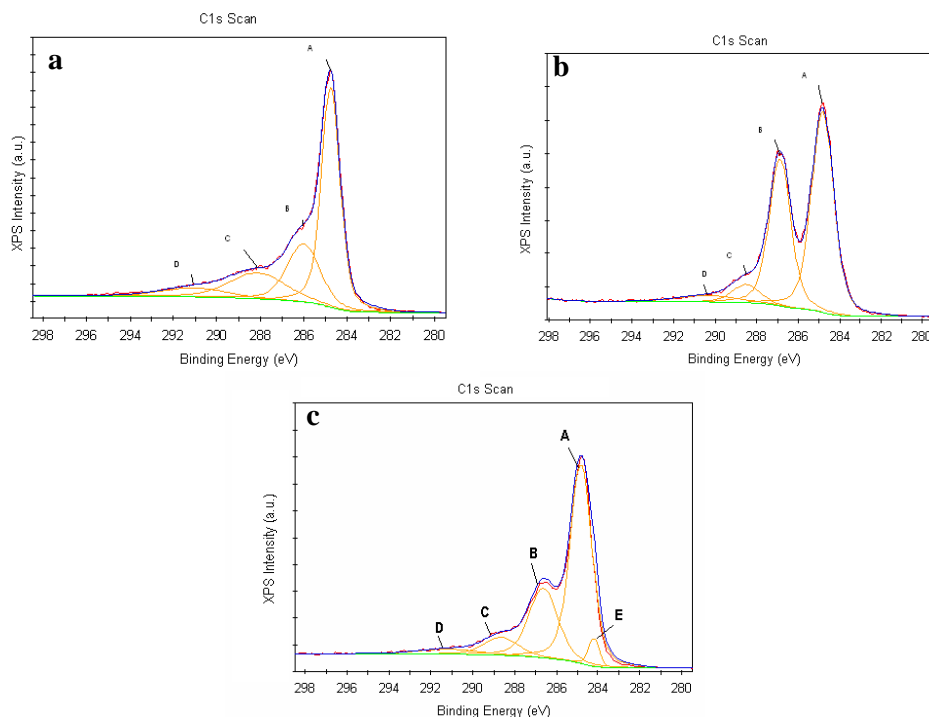 C1s Scan
a
A
B
C
D
XPS Intensity (a.u.)
298 296 294 292 290 288 286 284 282 280
Binding Energy (eV)
C1s Scan
b
A
B
C
D
XPS Intensity (a.u.)
298 296 294 292 290 288 286 284 282 280
Binding Energy (eV)
C1s Scan
c
A
B
C
D
E
XPS Intensity (a.u.)
298 296 294 292 290 288 286 284 282 280
Binding Energy (eV)